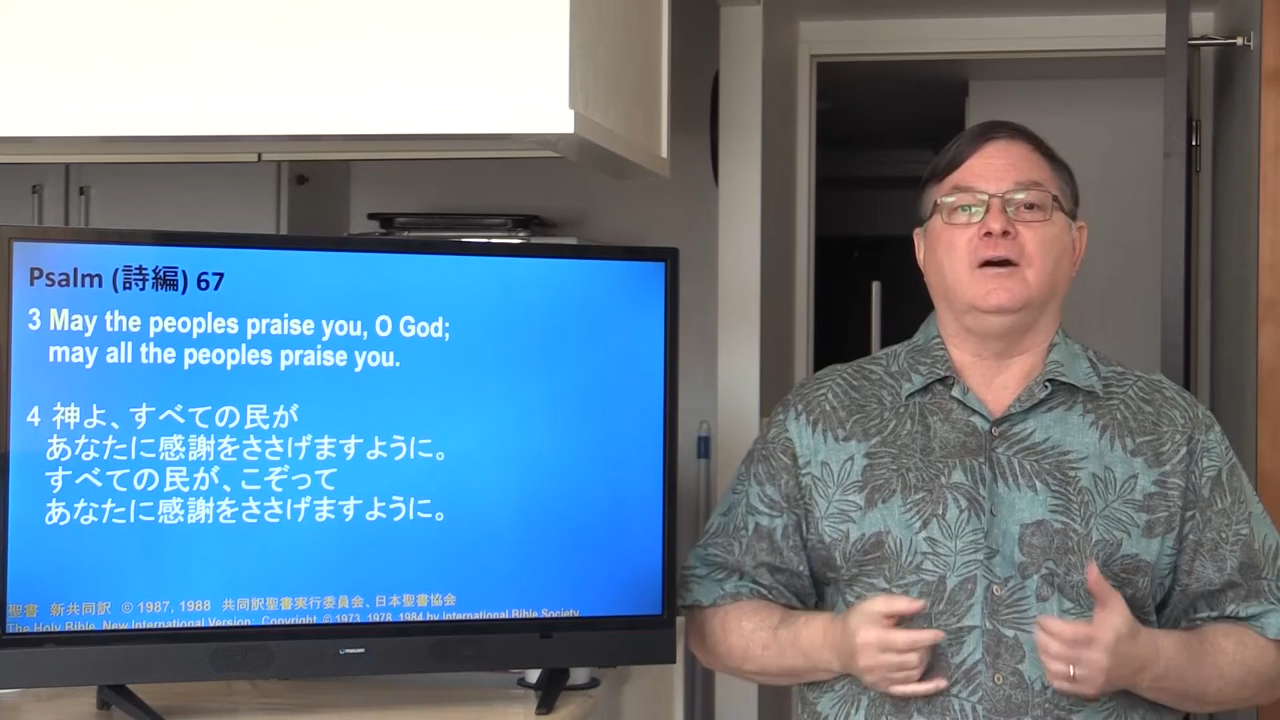 Psalm (詩編) 67
3 May the peoples praise you, O God;
may all the peoples praise you.
4 神よ、すべての民が
あなたに感謝をささげますように。
すべての民が、こぞって
あなたに感謝をささげますように。
聖書 新共同訳 © 1987, 1988 共同訳聖書実行委員会、日本聖書協会
The Holy Bible, New International Version; Copyright © 1973, 1978, 1984 by International Bible Society